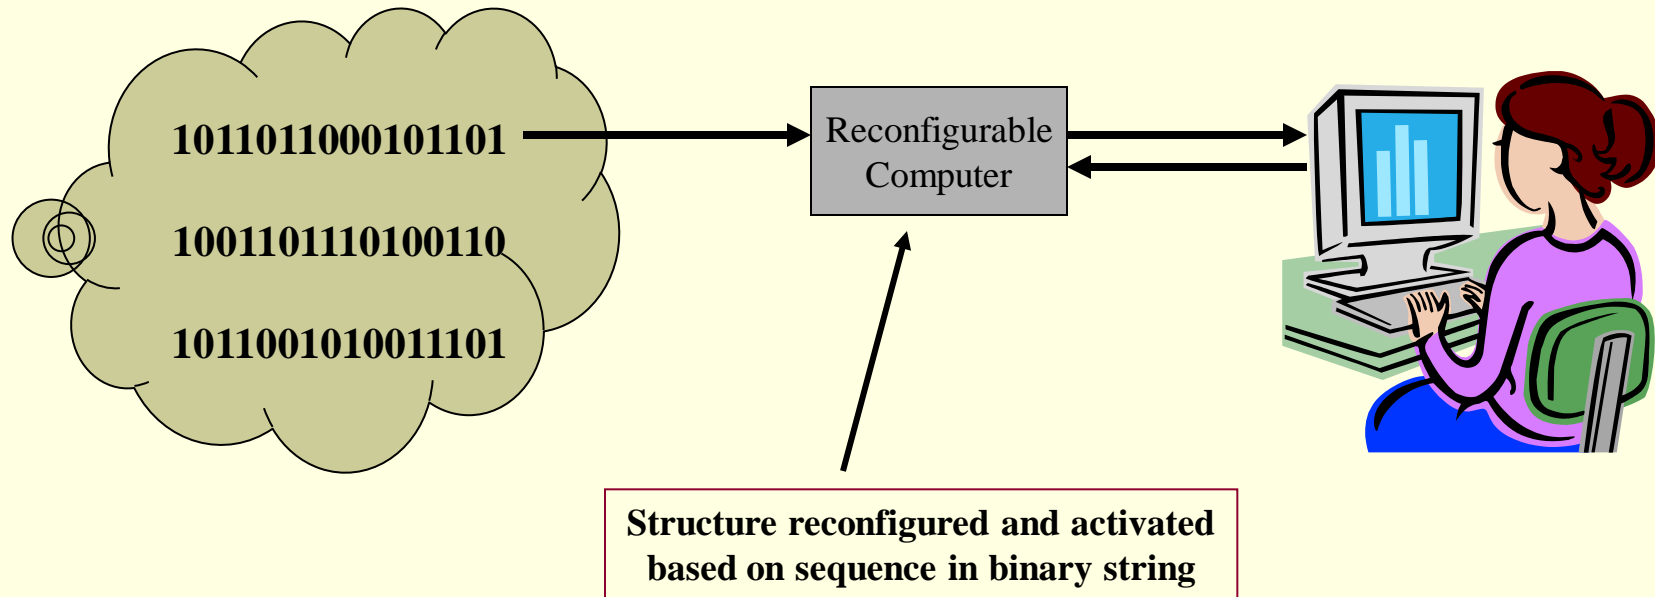 1011011000101101
1001101110100110
1011001010011101
Reconfigurable
Computer
Structure reconfigured and activated
based on sequence in binary string